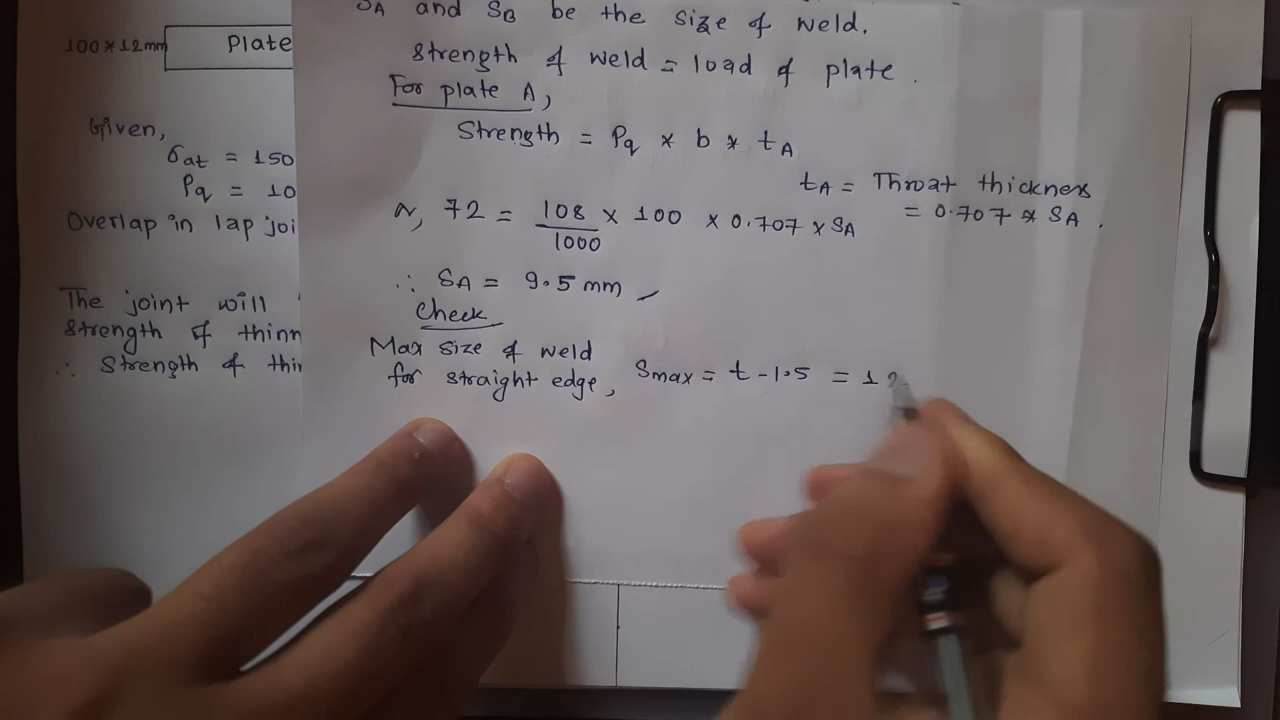 SA and SB be the size of weld.
Strength of weld = load of plate.
For plate A,
Strength = Pq * b * tA
tA = Throat thickness
= 0.707 * SA.
or, 72 = 108/1000 x 100 x 0.707 x SA
∴ SA = 9.5 mm
Check
Max size of weld
for straight edge, Smax = t - 1.5 = 12
100*12mm
Plate
Given,
σat = 150
Pq = 10
Overlap in lap joi
The joint will
Strength of thinn
∴ Strength of thin